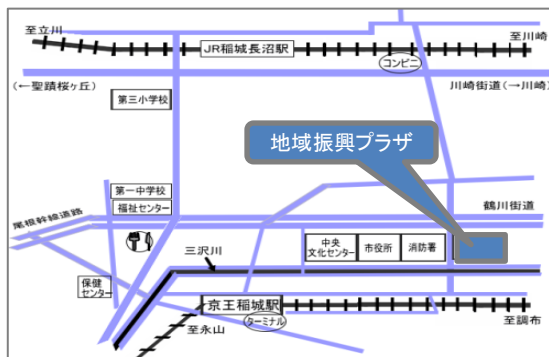 至立川
JR稲城長沼駅
至川崎
コンビニ
(←聖蹟桜ヶ丘)
川崎街道(→川崎)
第三小学校
地域振興プラザ
第一中学校
福祉センター
尾根幹線道路
鶴川街道
三沢川
中央
文化センター
市役所
消防署
保健
センター
京王稲城駅
ターミナル
至永山
至調布